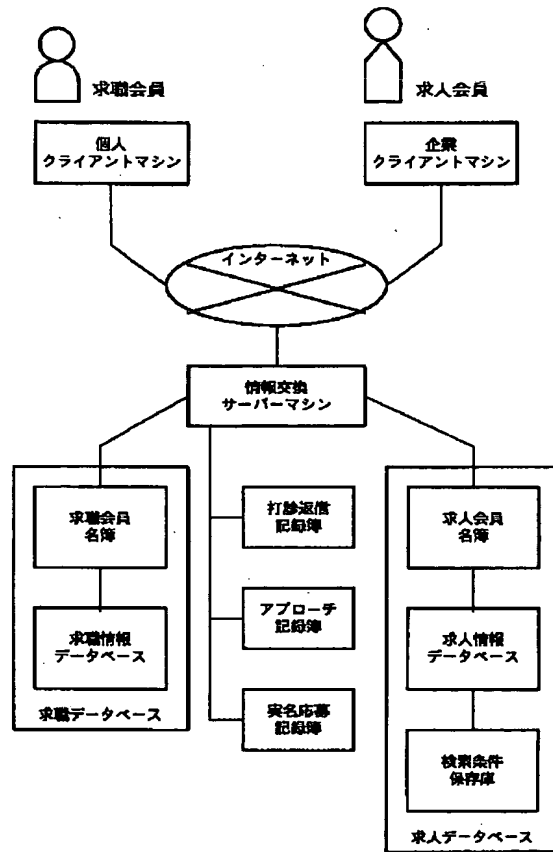 求職会員
求人会員
個人
クライアントマシン
企業
クライアントマシン
インターネット
情報交換
サーバーマシン
求職会員
名簿
求職情報
データベース
求職データベース
打診返信
記録簿
アプローチ
記録簿
実名応募
記録簿
求人会員
名簿
求人情報
データベース
検索条件
保存庫
求人データベース